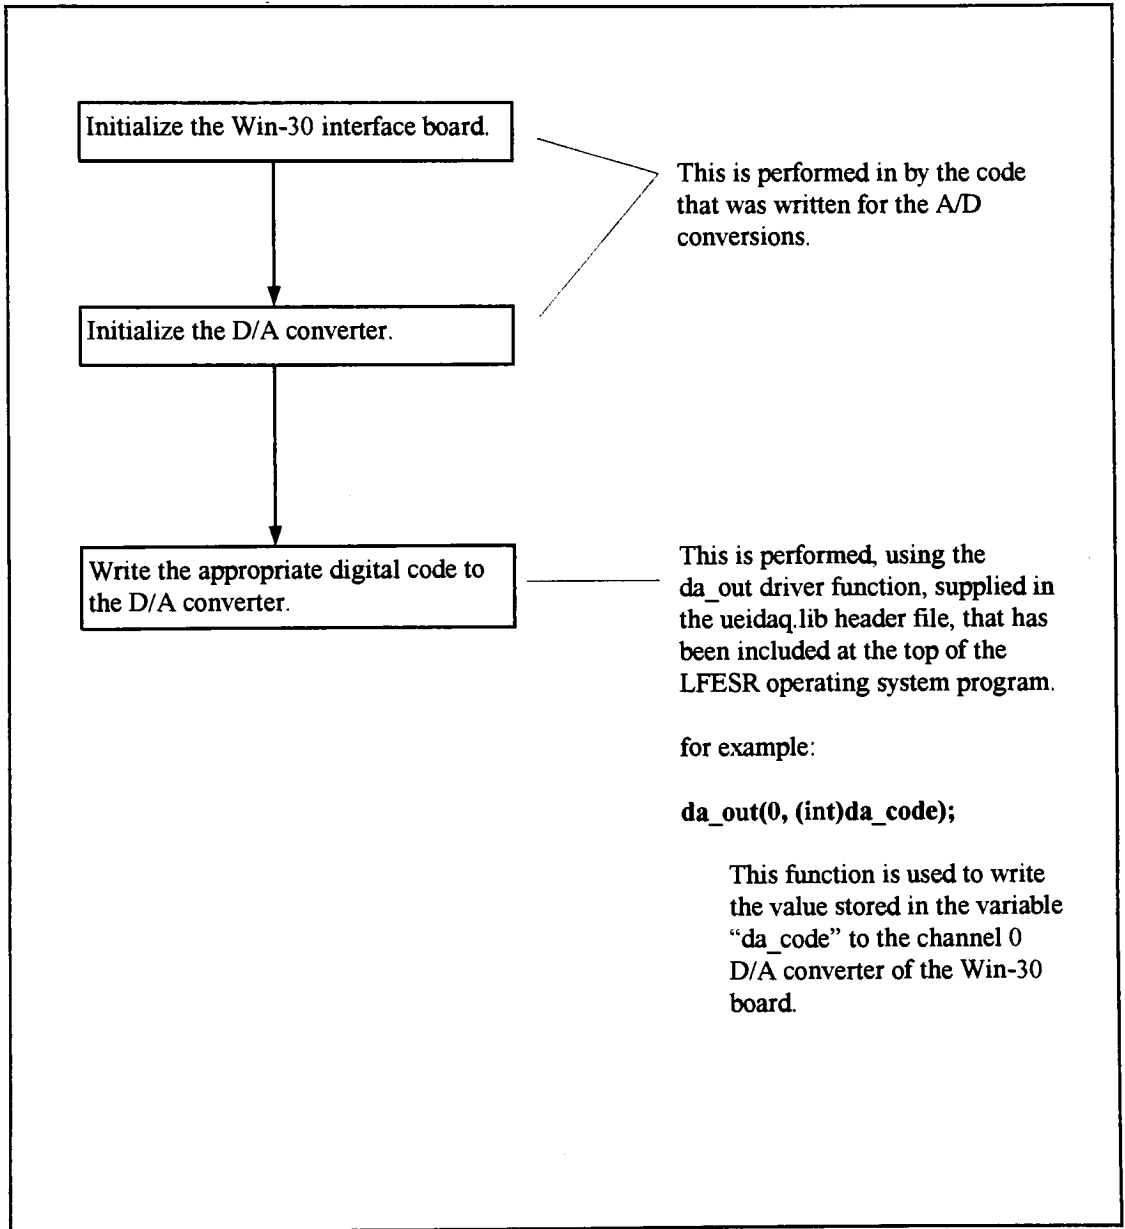 Initialize the Win-30 interface board.
This is performed in by the code
that was written for the A/D
conversions.
Initialize the D/A converter.
Write the appropriate digital code to
the D/A converter.
This is performed, using the
da_out driver function, supplied in
the ueidaq.lib header file, that has
been included at the top of the
LFESR operating system program.
for example:
da_out(0, (int)da_code);
This function is used to write
the value stored in the variable
“da_code” to the channel 0
D/A converter of the Win-30
board.